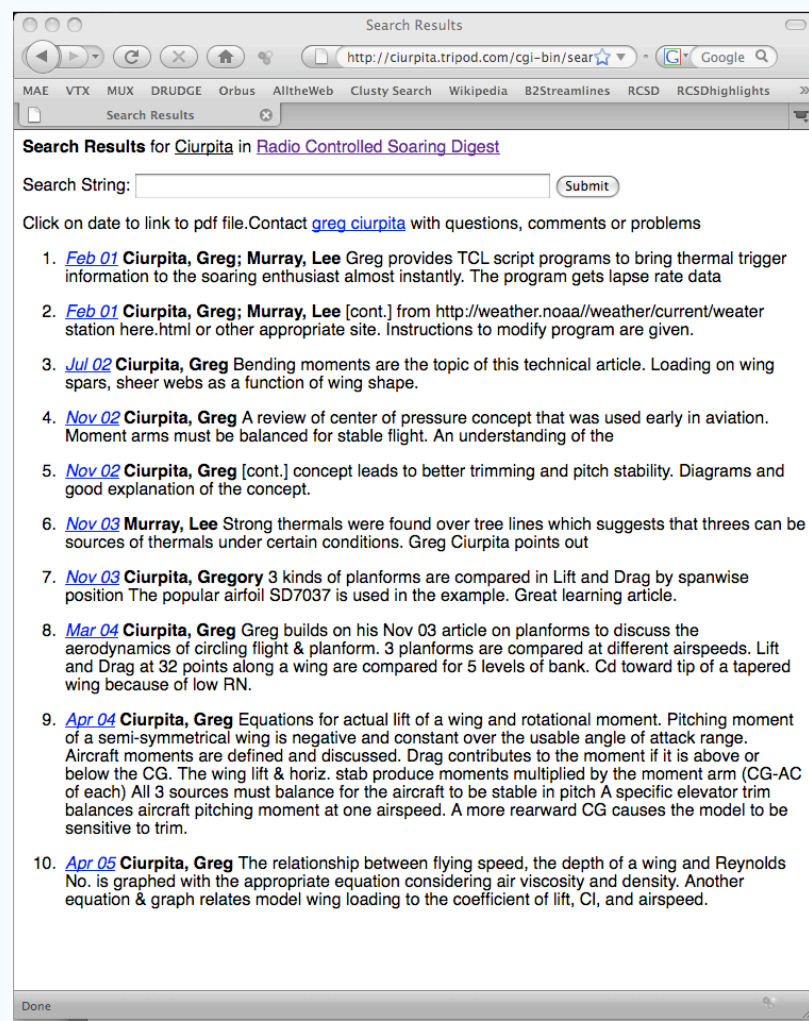 Search Results
http://ciurpita.tripod.com/cgi-bin/sear
G
Google
MAE VTX MUX DRUDGE Orbus AlltheWeb Clusty Search Wikipedia B2Streamlines RCSD RCSDhighlights »
Search Results
Search Results for Ciurpita in Radio Controlled Soaring Digest
Search String: Submit
Click on date to link to pdf file.Contact greg ciurpita with questions, comments or problems
1. Feb 01 Ciurpita, Greg; Murray, Lee Greg provides TCL script programs to bring thermal trigger
information to the soaring enthusiast almost instantly. The program gets lapse rate data
2. Feb 01 Ciurpita, Greg; Murray, Lee [cont.] from http://weather.noaa//weather/current/weater
station here.html or other appropriate site. Instructions to modify program are given.
3. Jul 02 Ciurpita, Greg Bending moments are the topic of this technical article. Loading on wing
spars, sheer webs as a function of wing shape.
4. Nov 02 Ciurpita, Greg A review of center of pressure concept that was used early in aviation.
Moment arms must be balanced for stable flight. An understanding of the
5. Nov 02 Ciurpita, Greg [cont.] concept leads to better trimming and pitch stability. Diagrams and
good explanation of the concept.
6. Nov 03 Murray, Lee Strong thermals were found over tree lines which suggests that threes can be
sources of thermals under certain conditions. Greg Ciurpita points out
7. Nov 03 Ciurpita, Gregory 3 kinds of planforms are compared in Lift and Drag by spanwise
position The popular airfoil SD7037 is used in the example. Great learning article.
8. Mar 04 Ciurpita, Greg Greg builds on his Nov 03 article on planforms to discuss the
aerodynamics of circling flight & planform. 3 planforms are compared at different airspeeds. Lift
and Drag at 32 points along a wing are compared for 5 levels of bank. Cd toward tip of a tapered
wing because of low RN.
9. Apr 04 Ciurpita, Greg Equations for actual lift of a wing and rotational moment. Pitching moment
of a semi-symmetrical wing is negative and constant over the usable angle of attack range.
Aircraft moments are defined and discussed. Drag contributes to the moment if it is above or
below the CG. The wing lift & horiz. stab produce moments multiplied by the moment arm (CG-AC
of each) All 3 sources must balance for the aircraft to be stable in pitch A specific elevator trim
balances aircraft pitching moment at one airspeed. A more rearward CG causes the model to be
sensitive to trim.
10. Apr 05 Ciurpita, Greg The relationship between flying speed, the depth of a wing and Reynolds
No. is graphed with the appropriate equation considering air viscosity and density. Another
equation & graph relates model wing loading to the coefficient of lift, Cl, and airspeed.
Done